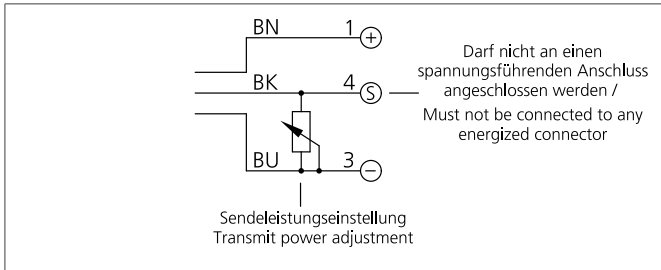 BN 1 +
Darf nicht an einen
spannungsführenden Anschluss
angeschlossen werden /
Must not be connected to any
energized connector
BK 4 S
BU 3 −
Sendeleistungseinstellung
Transmit power adjustment